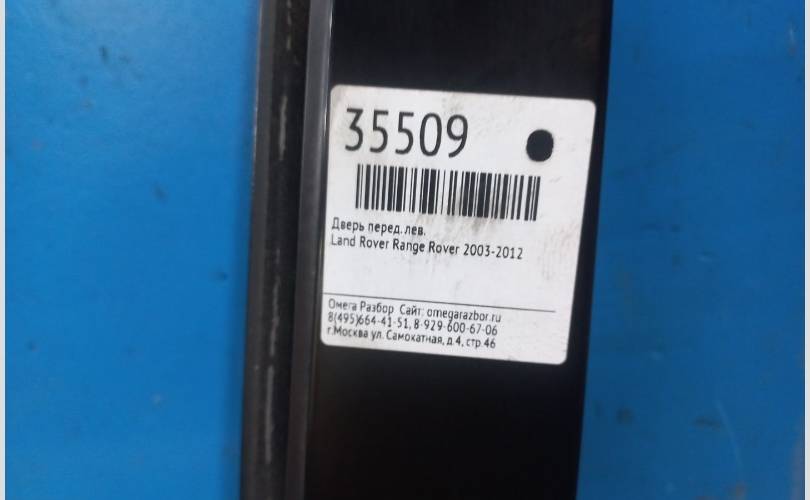 35509
Дверь перед. лев.
Land Rover Range Rover 2003-2012
Омега Разбор Сайт: omegarazbor.ru
8(495)664-41-51, 8-929-600-67-06
г.Москва ул. Самокатная, д.4, стр.46